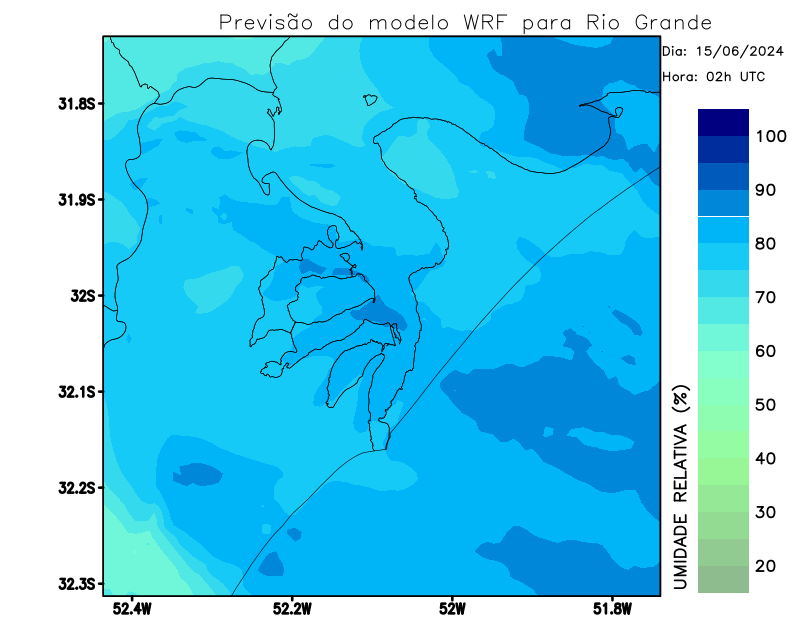 Previsão do modelo WRF para Rio Grande
Dia: 15/06/2024
Hora: 02h UTC
31.8S
31.9S
32S
32.1S
32.2S
32.3S
52.4W
52.2W
52W
51.8W
100
90
80
70
60
50
40
30
20
UMIDADE RELATIVA (%)